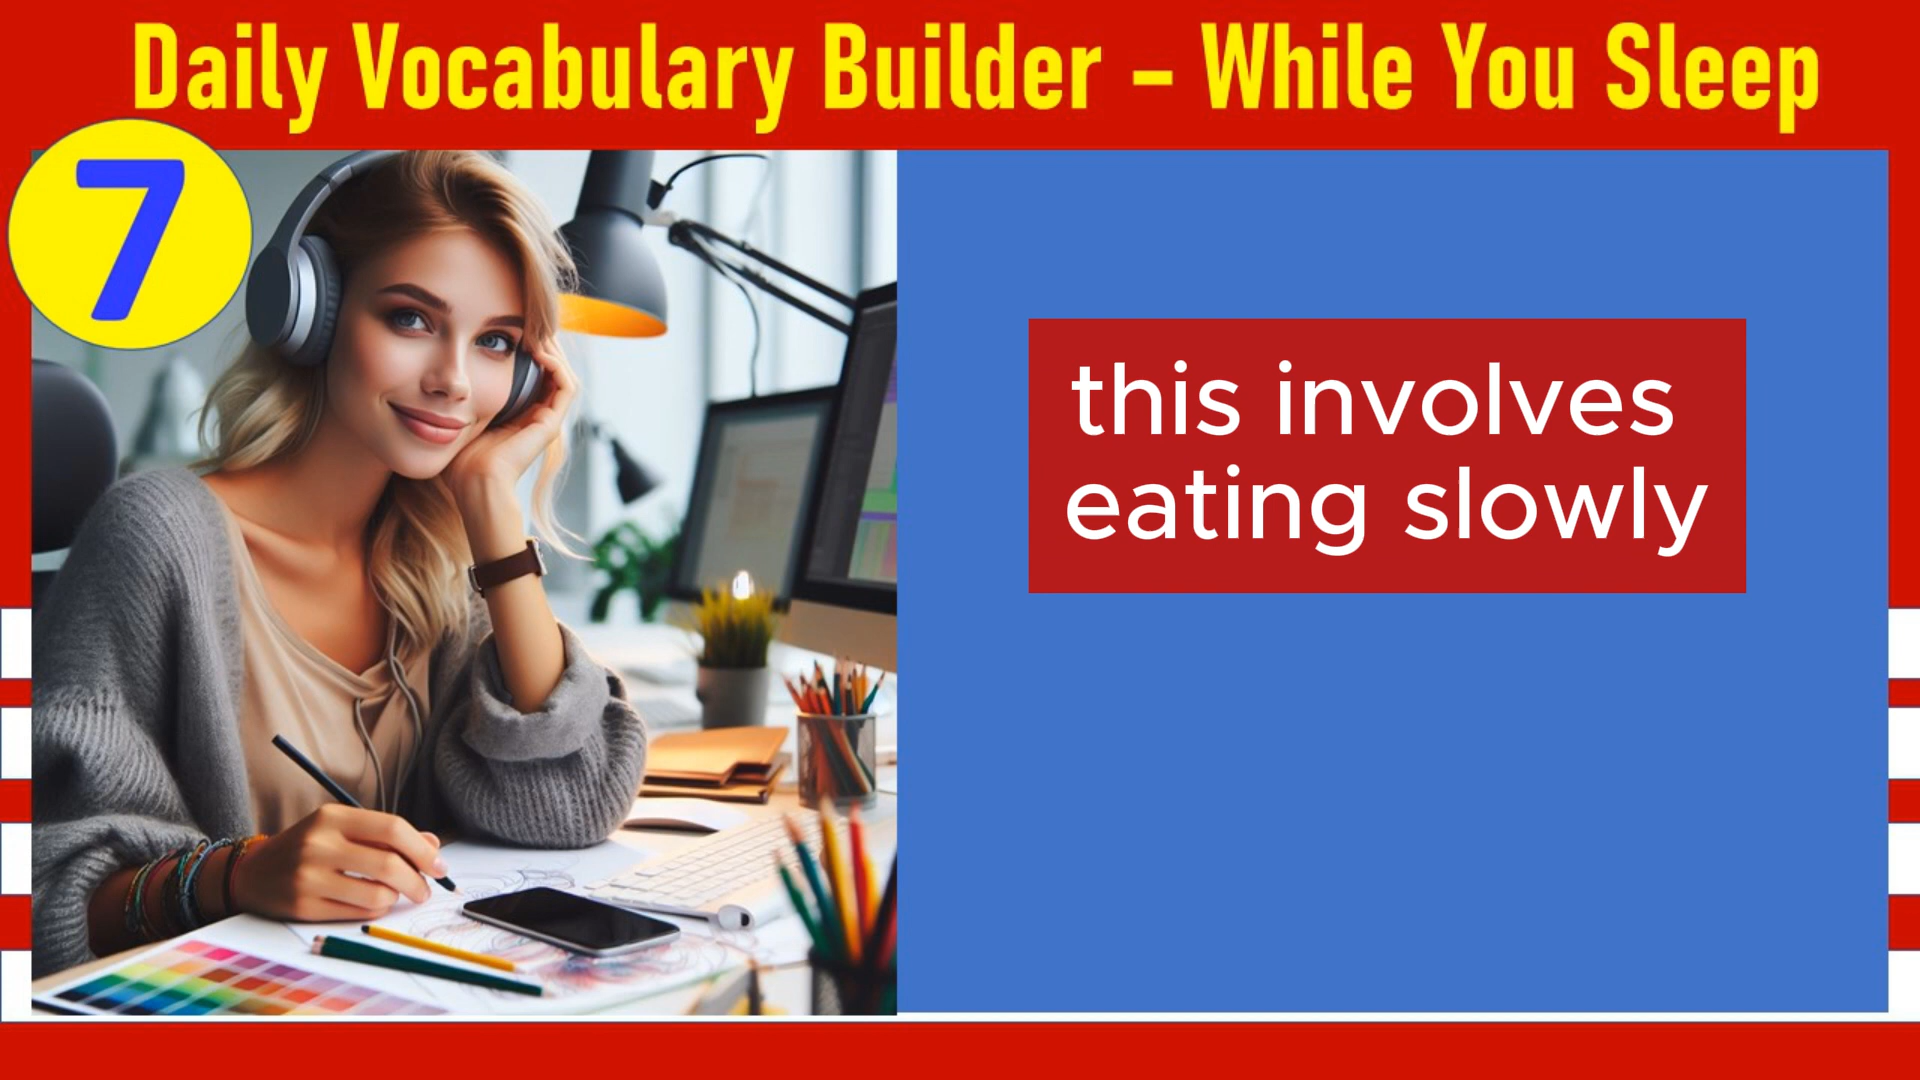 Daily Vocabulary Builder – While You Sleep
7
this involves
eating slowly